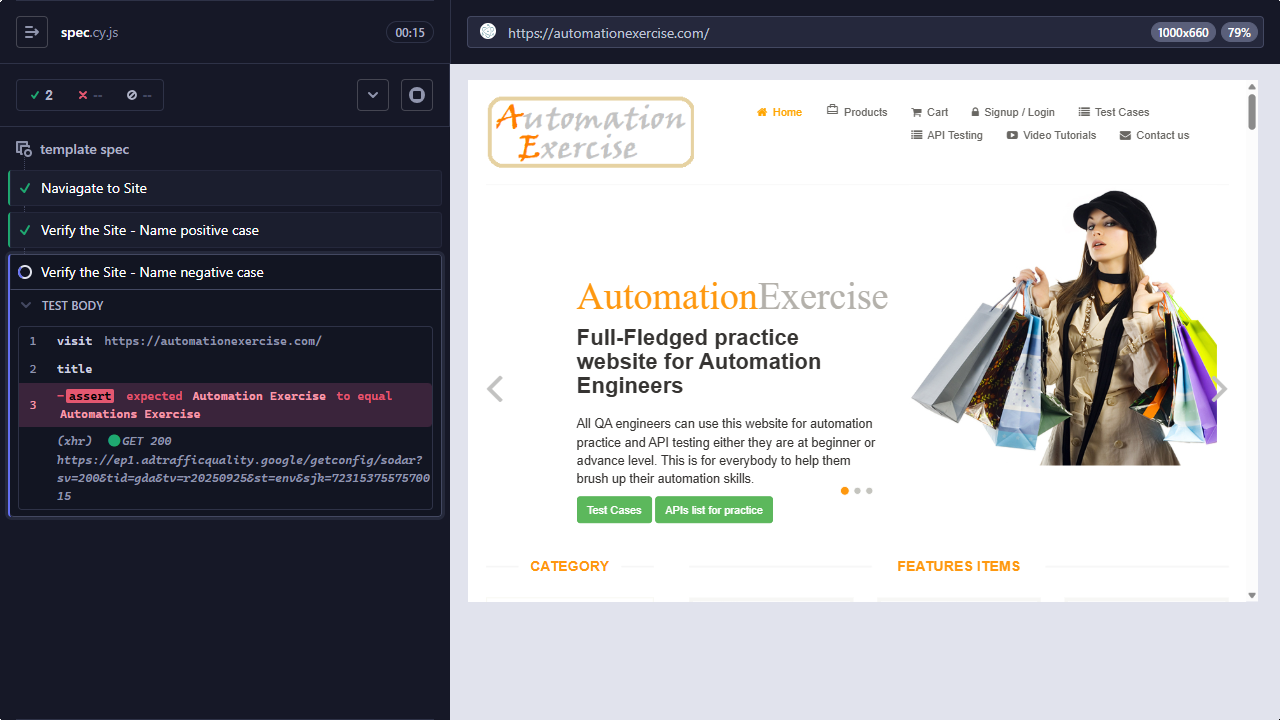 spec.cy.js
00:15
https://automationexercise.com/
1000x660
79%
2
--
--
template spec
Naviagate to Site
Verify the Site - Name positive case
Verify the Site - Name negative case
TEST BODY
1 visit https://automationexercise.com/
2 title
3 -assert expected Automation Exercise to equal
Automations Exercise
(xhr) GET 200
https://ep1.adtrafficquality.google/getconfig/sodar?
sv=200&tid=gda&tv=r20250925&st=env&sjk=72315375575700
15
Automation
Exercise
Home
Products
Cart
Signup / Login
Test Cases
API Testing
Video Tutorials
Contact us
AutomationExercise
Full-Fledged practice
website for Automation
Engineers
All QA engineers can use this website for automation
practice and API testing either they are at beginner or
advance level. This is for everybody to help them
brush up their automation skills.
Test Cases
APIs list for practice
CATEGORY
FEATURES ITEMS